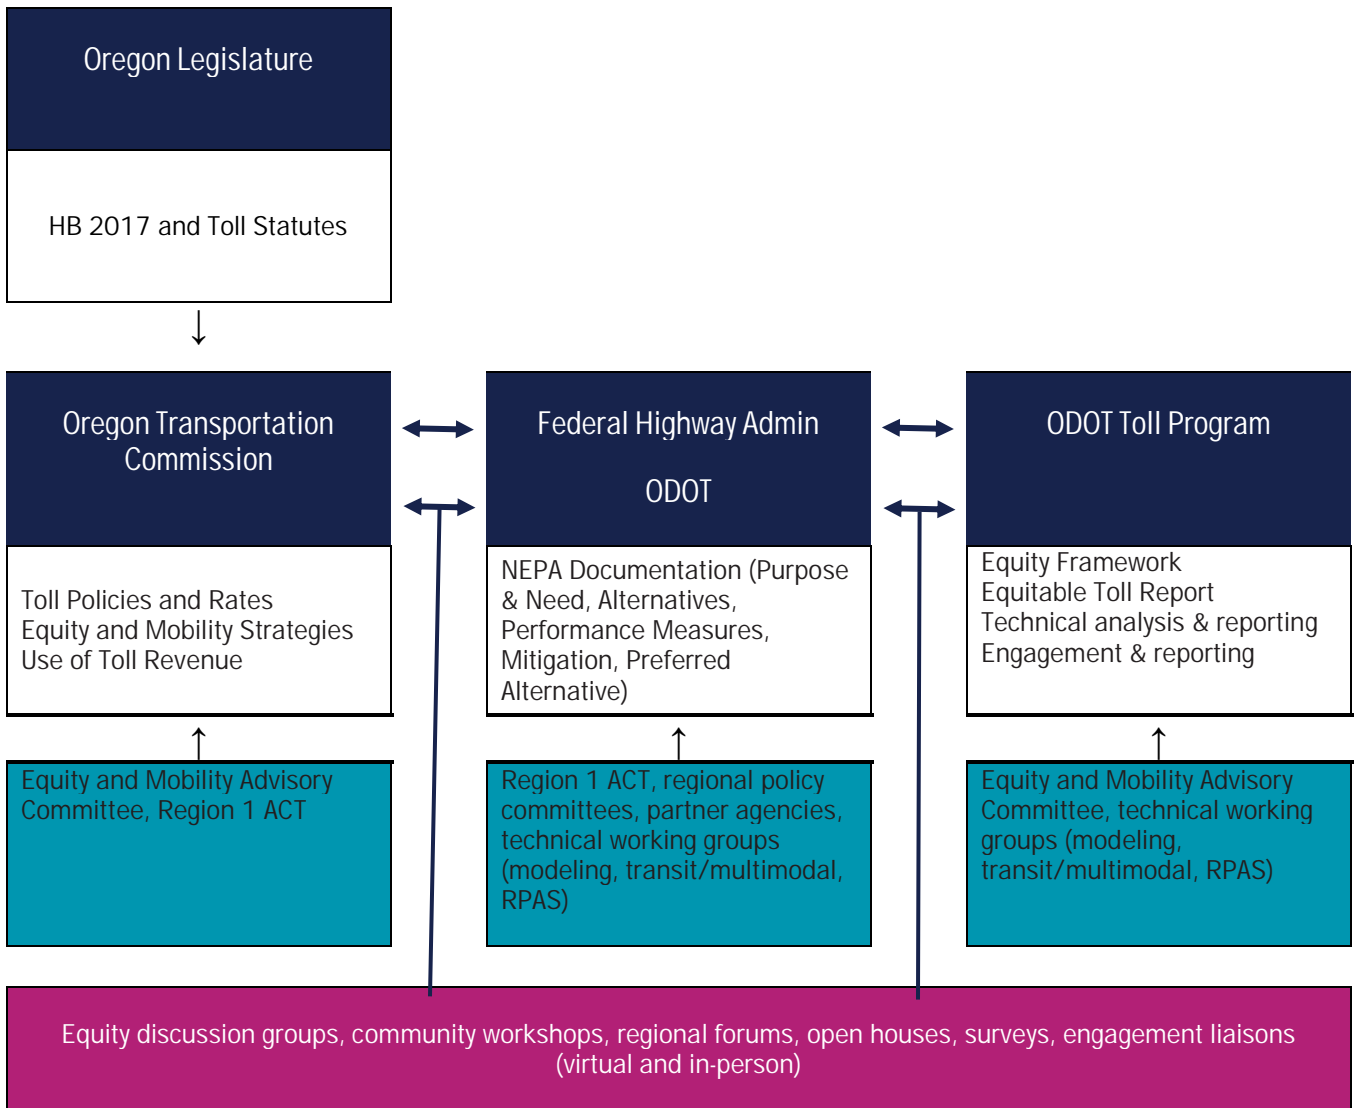 Oregon Legislature
HB 2017 and Toll Statutes
↓
Oregon Transportation
Commission
Federal Highway Admin
ODOT
ODOT Toll Program
Toll Policies and Rates
Equity and Mobility Strategies
Use of Toll Revenue
NEPA Documentation (Purpose
& Need, Alternatives,
Performance Measures,
Mitigation, Preferred
Alternative)
Equity Framework
Equitable Toll Report
Technical analysis & reporting
Engagement & reporting
↑
↑
↑
Equity and Mobility Advisory
Committee, Region 1 ACT
Region 1 ACT, regional policy
committees, partner agencies,
technical working groups
(modeling, transit/multimodal,
RPAS)
Equity and Mobility Advisory
Committee, technical working
groups (modeling,
transit/multimodal, RPAS)
Equity discussion groups, community workshops, regional forums, open houses, surveys, engagement liaisons
(virtual and in-person)